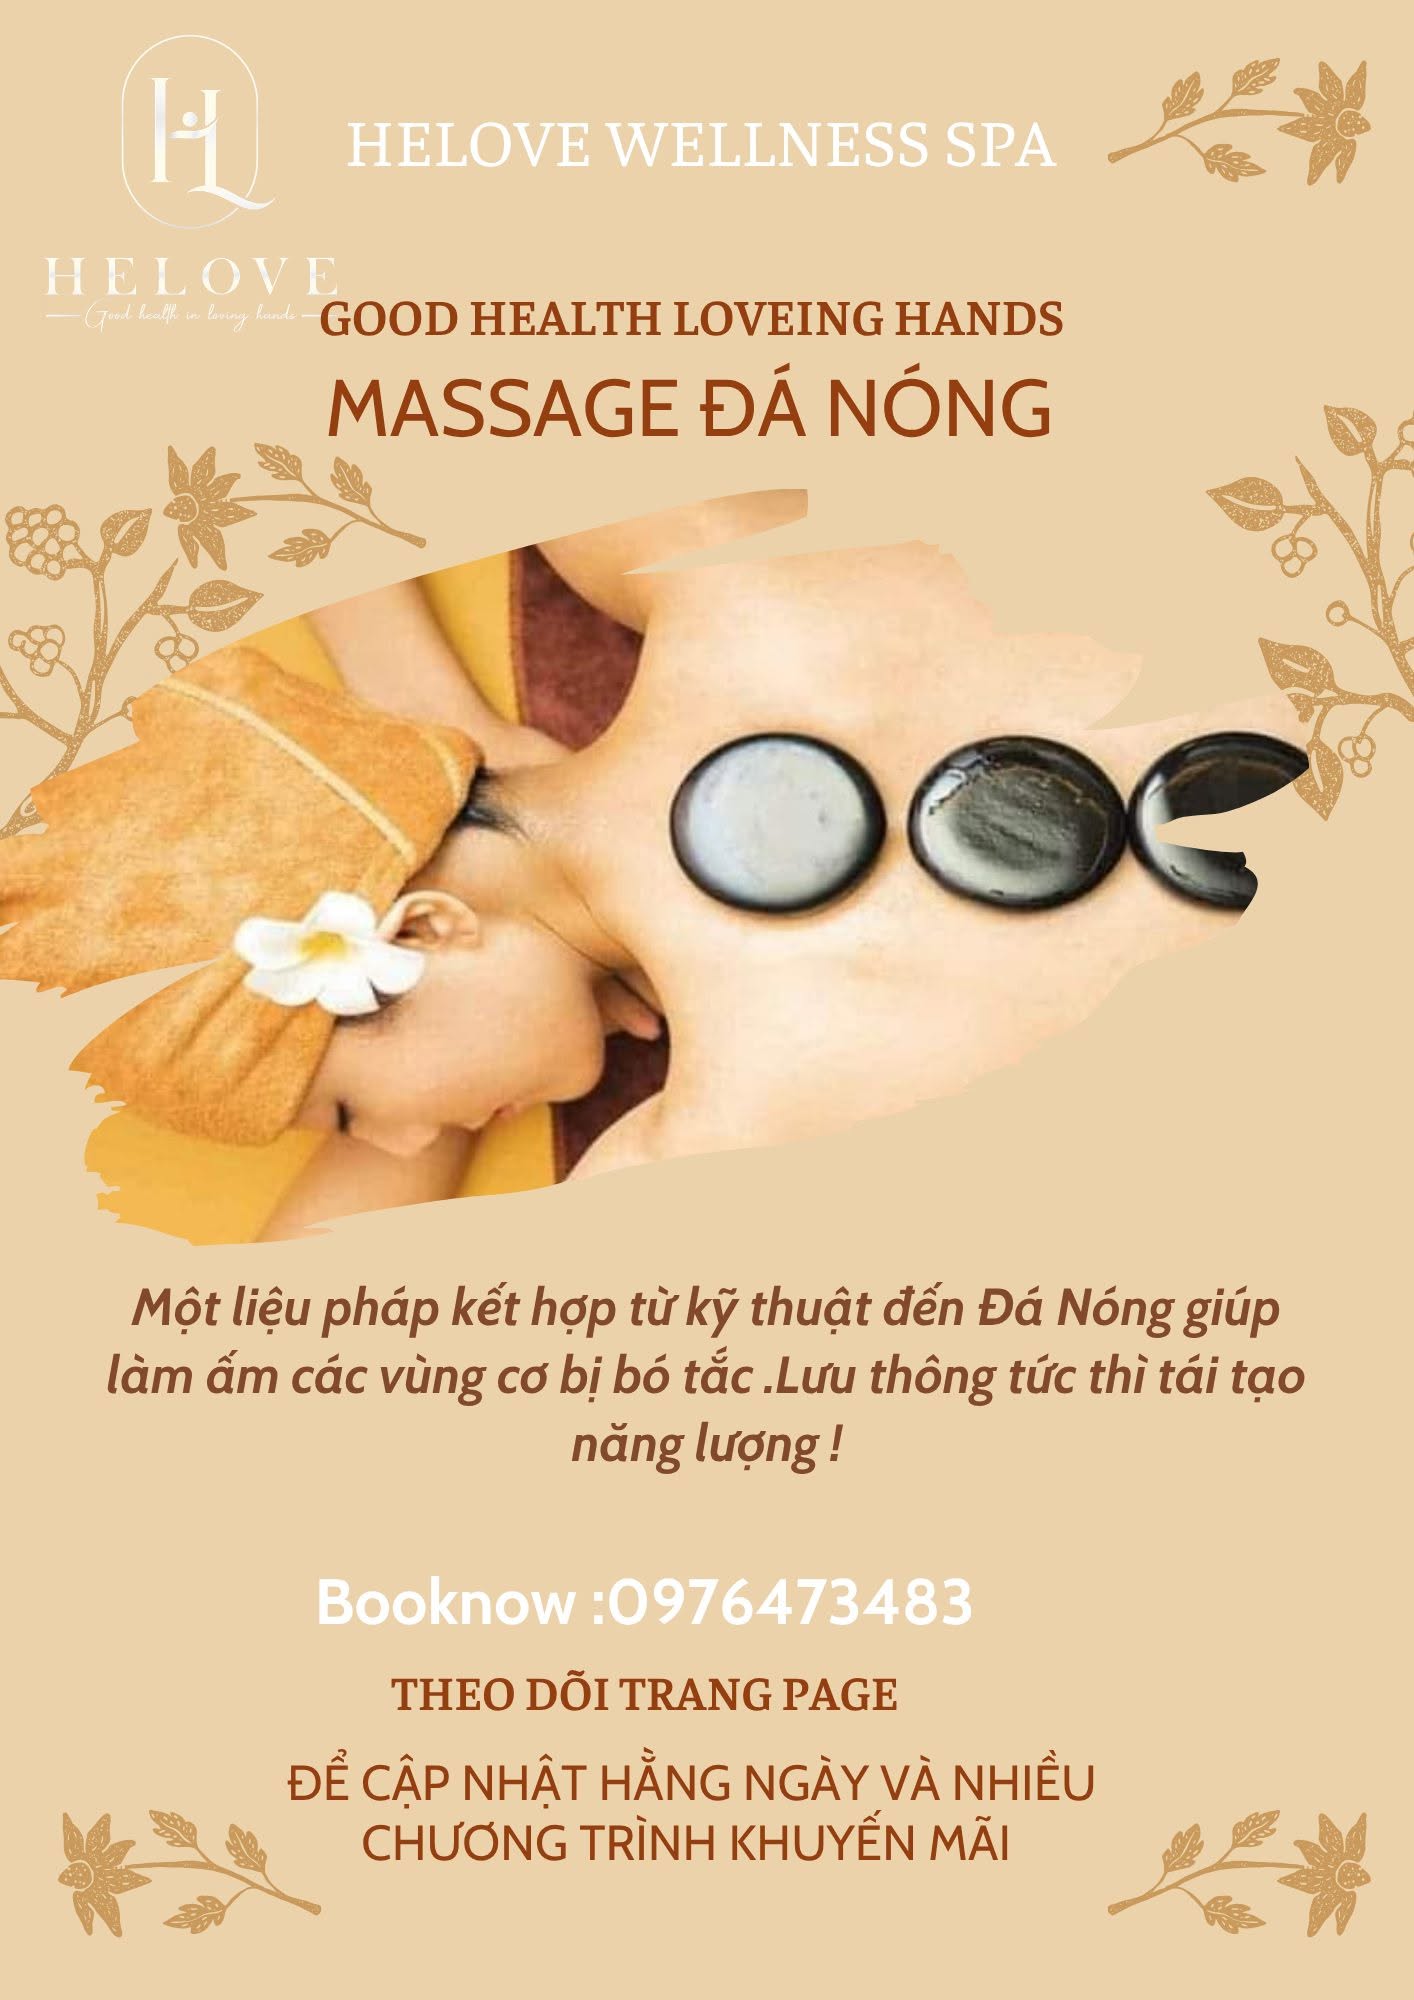 HL
HELOVE
Good health in loving hands
HELOVE WELLNESS SPA
GOOD HEALTH LOVEING HANDS
MASSAGE ĐÁ NÓNG
Một liệu pháp kết hợp từ kỹ thuật đến Đá Nóng giúp
làm ấm các vùng cơ bị bó tắc .Lưu thông tức thì tái tạo
năng lượng !
Booknow :0976473483
THEO DÕI TRANG PAGE
ĐỂ CẬP NHẬT HẰNG NGÀY VÀ NHIỀU
CHƯƠNG TRÌNH KHUYẾN MÃI